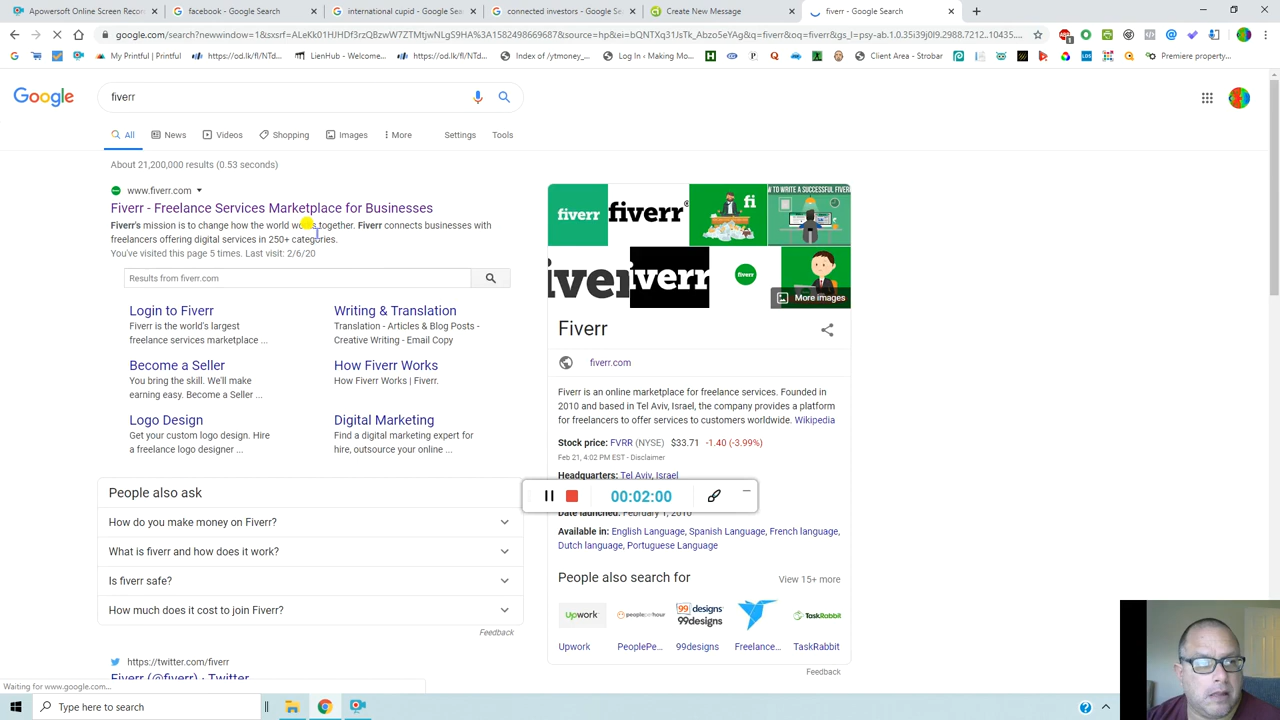 Apowersoft Online Screen Recor
facebook - Google Search
international cupid - Google Se
connected investors - Google Se
Create New Message
fiverr - Google Search
google.com/search?newwindow=1&sxsrf=ALeKk01HJHDf3rzQBzwW7ZTMtjwNLgS9HA%3A1582498669687&source=hp&ei=bQNTXq31JsTk_Abzo5eYAg&q=fiverr&oq=fiverr&gs_l=psy-ab.1.0.35i39j0l9.2988.7212..10435....
My Printful | Printful
https://od.lk/fl/NTd...
LienHub - Welcome
http://od.lk/fl/NTd...
Index of /ytmoney_...
Log In ‹ Making Mo...
Client Area - Strobar
Premiere property...
Google
fiverr
All
News
Videos
Shopping
Images
More
Settings
Tools
About 21,200,000 results (0.53 seconds)
www.fiverr.com
Fiverr - Freelance Services Marketplace for Businesses
Fiverr's mission is to change how the world works together. Fiverr connects businesses with
freelancers offering digital services in 250+ categories.
You've visited this page 5 times. Last visit: 2/6/20
Results from fiverr.com
Login to Fiverr
Fiverr is the world's largest
freelance services marketplace ...
Writing & Translation
Translation - Articles & Blog Posts -
Creative Writing - Email Copy
Become a Seller
You bring the skill. We'll make
earning easy. Become a Seller ...
How Fiverr Works
How Fiverr Works | Fiverr.
Logo Design
Get your custom logo design. Hire
a freelance logo designer ...
Digital Marketing
Find a digital marketing expert for
hire, outsource your online ...
People also ask
How do you make money on Fiverr?
What is fiverr and how does it work?
Is fiverr safe?
How much does it cost to join Fiverr?
Feedback
https://twitter.com/fiverr
Fiverr (@fiverr) · Twitter
Waiting for www.google.com...
fiverr
fiverr
fi
W TO WRITE A SUCCESSFUL FIVERR
iverr
fiverr
More images
Fiverr
fiverr.com
Fiverr is an online marketplace for freelance services. Founded in
2010 and based in Tel Aviv, Israel, the company provides a platform
for freelancers to offer services to customers worldwide. Wikipedia
Stock price: FVRR (NYSE) $33.71 -1.40 (-3.99%)
Feb 21, 4:02 PM EST - Disclaimer
Headquarters: Tel Aviv, Israel
00:02:00
Date launched: February 1, 2010
Available in: English Language, Spanish Language, French language,
Dutch language, Portuguese Language
People also search for
View 15+ more
Upwork
peopleperhour
99designs
99designs
TaskRabbit
Upwork
PeoplePe...
99designs
Freelance...
TaskRabbit
Feedback
Type here to search